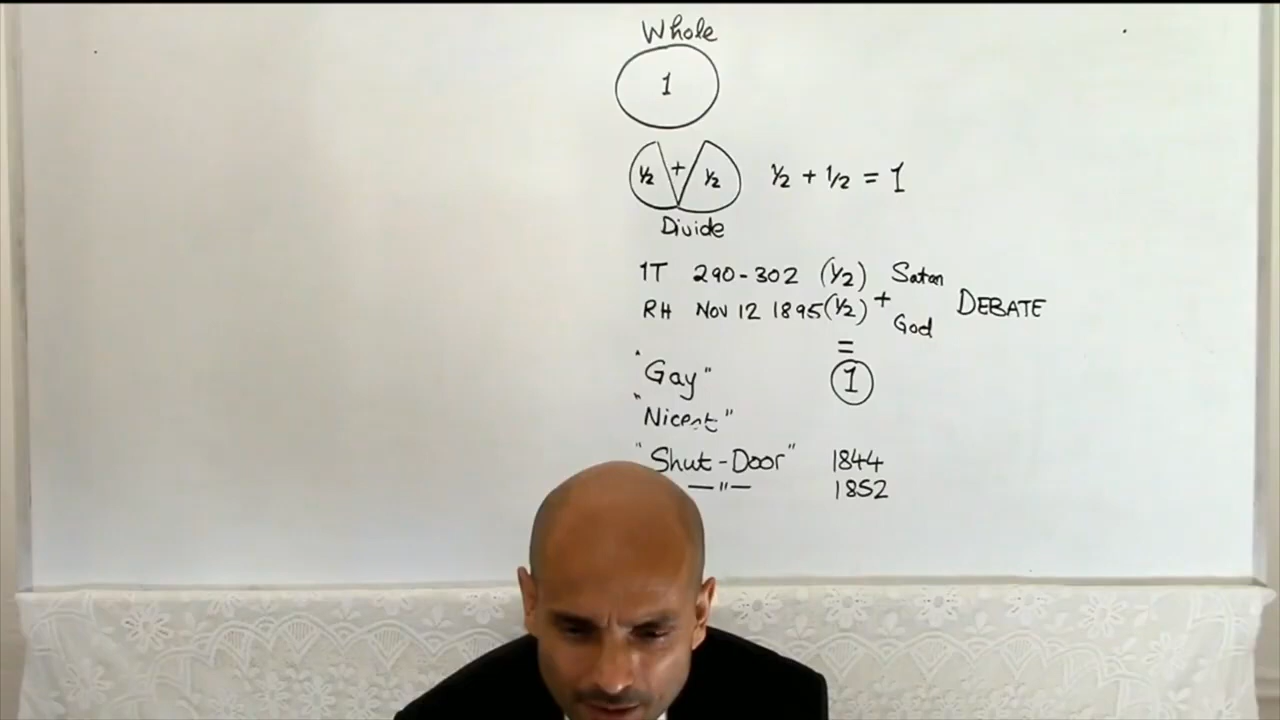 Whole
1
½ + ½ ½ + 1/2 = 1
Divide
1T 290-302 (½) Satan
+ DEBATE
RH Nov 12 1895 (½) God
=
"Gay" 1
"Nicest"
"Shut-Door" 1844
—"— 1852